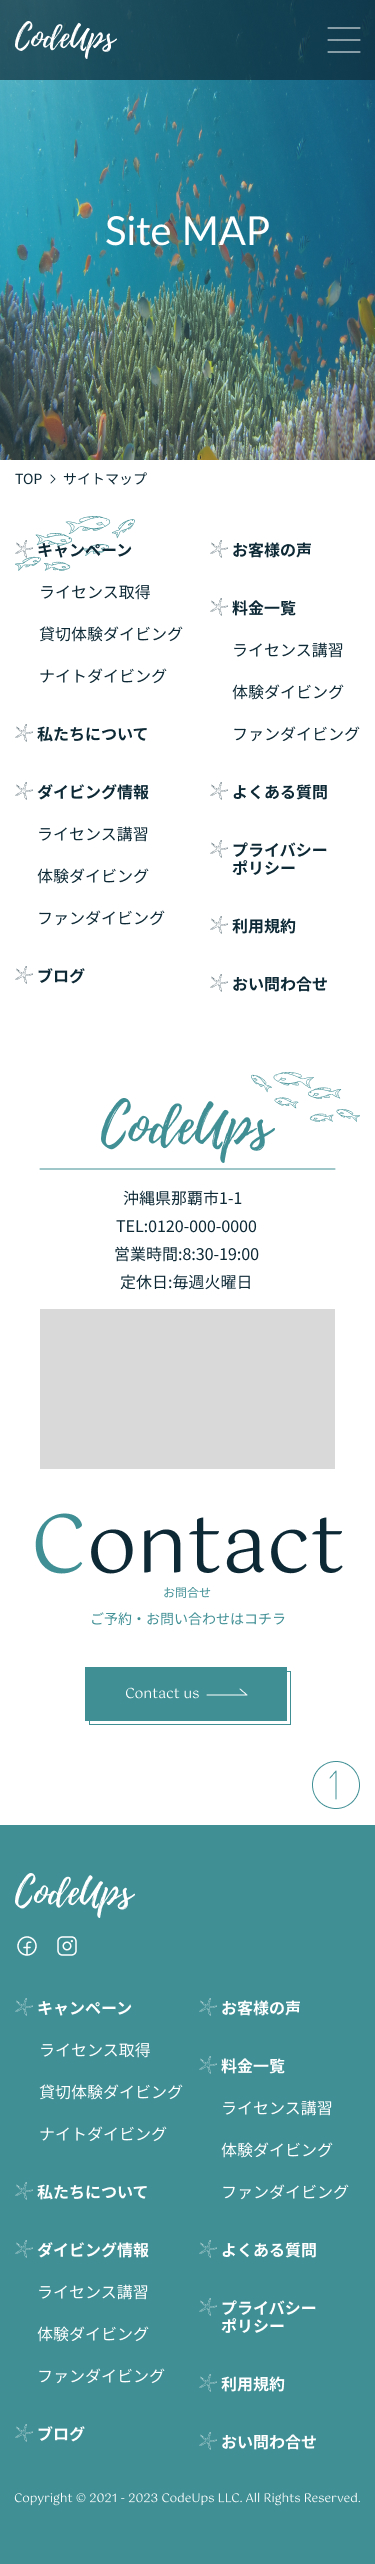 CodeUps
Site MAP
TOP > サイトマップ
キャンペーン
ライセンス取得
貸切体験ダイビング
ナイトダイビング
私たちについて
ダイビング情報
ライセンス講習
体験ダイビング
ファンダイビング
ブログ
お客様の声
料金一覧
ライセンス講習
体験ダイビング
ファンダイビング
よくある質問
プライバシー
ポリシー
利用規約
おい問わ合せ
CodeUps
沖縄県那覇市1-1
TEL:0120-000-0000
営業時間:8:30-19:00
定休日:毎週火曜日
Contact
お問合せ
ご予約・お問い合わせはコチラ
Contact us
CodeUps
キャンペーン
ライセンス取得
貸切体験ダイビング
ナイトダイビング
私たちについて
ダイビング情報
ライセンス講習
体験ダイビング
ファンダイビング
ブログ
お客様の声
料金一覧
ライセンス講習
体験ダイビング
ファンダイビング
よくある質問
プライバシー
ポリシー
利用規約
おい問わ合せ
Copyright © 2021 - 2023 CodeUps LLC. All Rights Reserved.